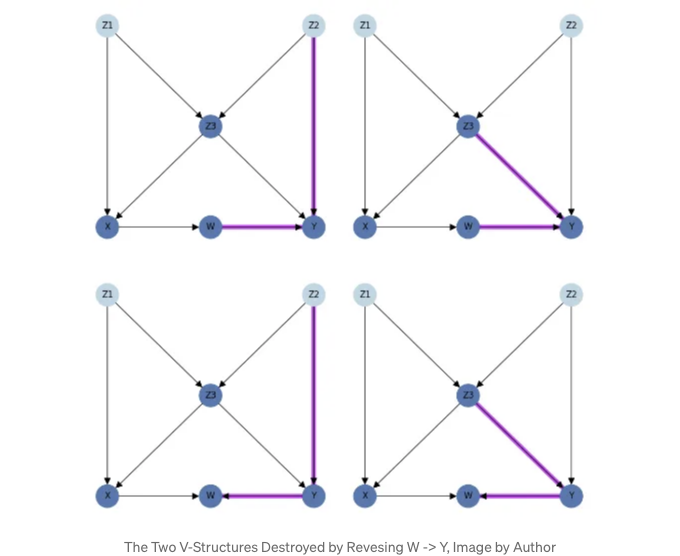 Z1 Z2 Z1 Z2
Z3 Z3
X W Y X W Y
Z1 Z2 Z1 Z2
Z3 Z3
X W Y X W Y
The Two V-Structures Destroyed by Revesing W -> Y, Image by Author